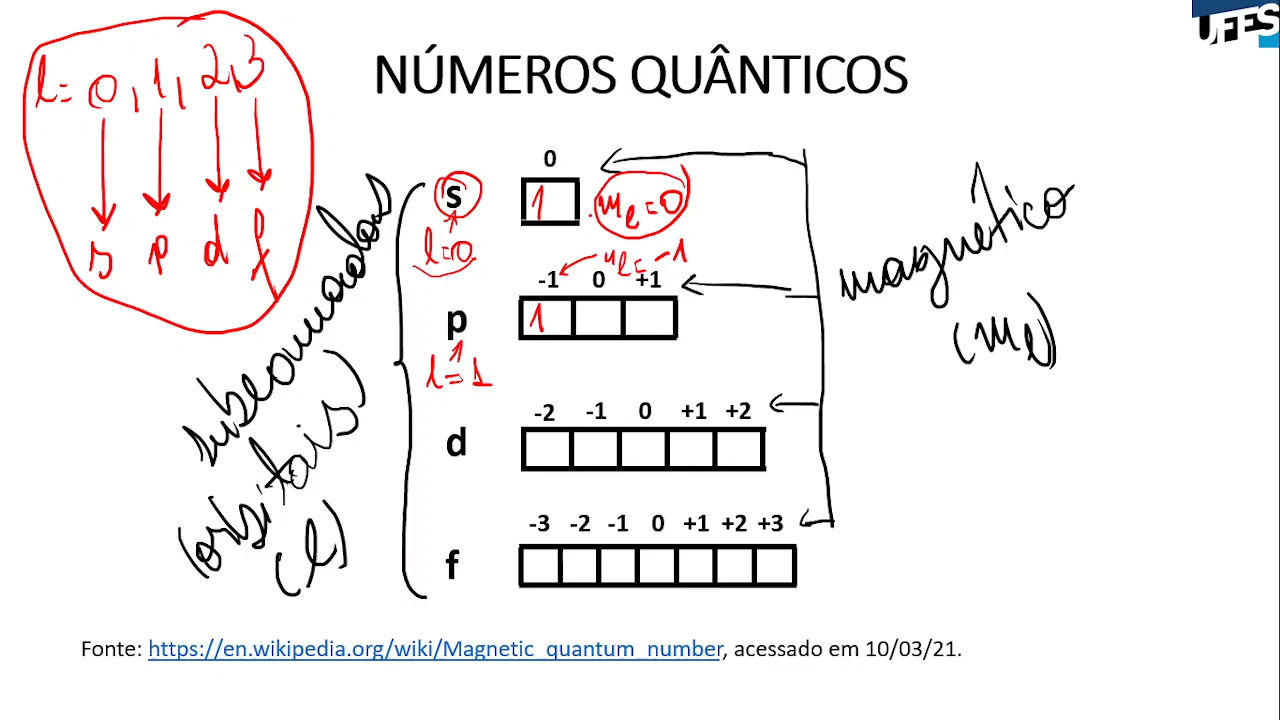 UFES
NÚMEROS QUÂNTICOS
l = 0, 1, 2, 3
s p d f
subcamadas
(orbitais)
(l)
0
s 1 ml = 0
l=0
ml = -1
-1 0 +1
p 1
l = 1
-2 -1 0 +1 +2
d
-3 -2 -1 0 +1 +2 +3
f
magnético
(ml)
Fonte: https://en.wikipedia.org/wiki/Magnetic_quantum_number, acessado em 10/03/21.